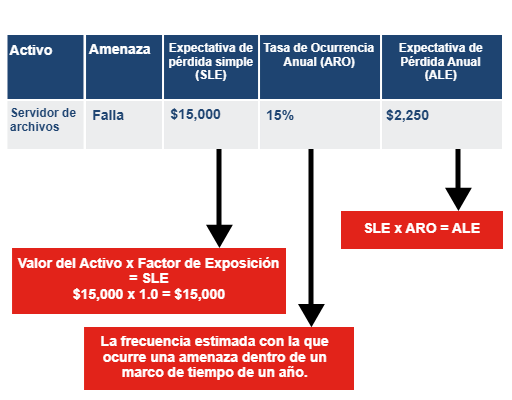 Activo
Amenaza
Expectativa de
pérdida simple
(SLE)
Tasa de Ocurrencia
Anual (ARO)
Expectativa de
Pérdida Anual
(ALE)
Servidor de
archivos
Falla
$15,000
15%
$2,250
SLE x ARO = ALE
Valor del Activo x Factor de Exposición
= SLE
$15,000 x 1.0 = $15,000
La frecuencia estimada con la que
ocurre una amenaza dentro de un
marco de tiempo de un año.